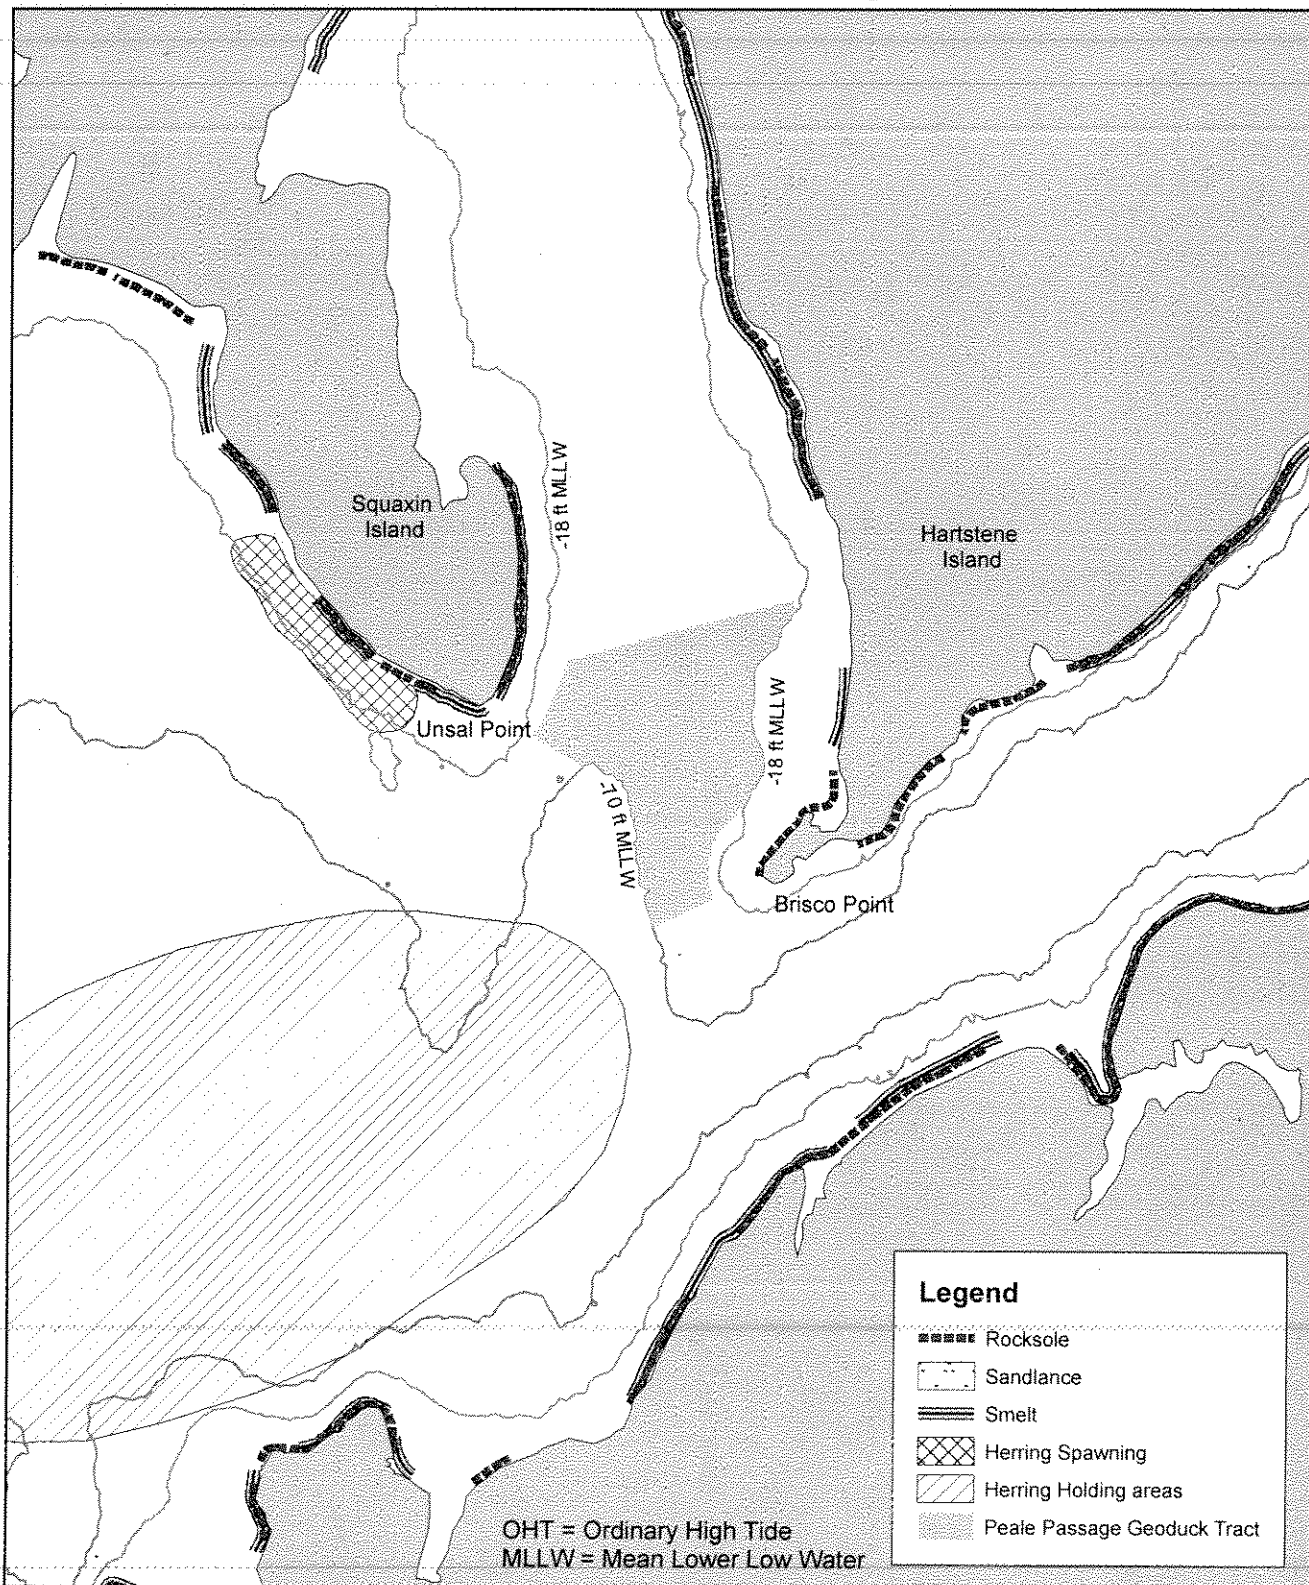 Squaxin
Island
-18 ft MLLW
Hartstene
Island
Unsal Point
-18 ft MLLW
-70 ft MLLW
Brisco Point
Legend
Rocksole
Sandlance
Smelt
Herring Spawning
Herring Holding areas
Peale Passage Geoduck Tract
OHT = Ordinary High Tide
MLLW = Mean Lower Low Water